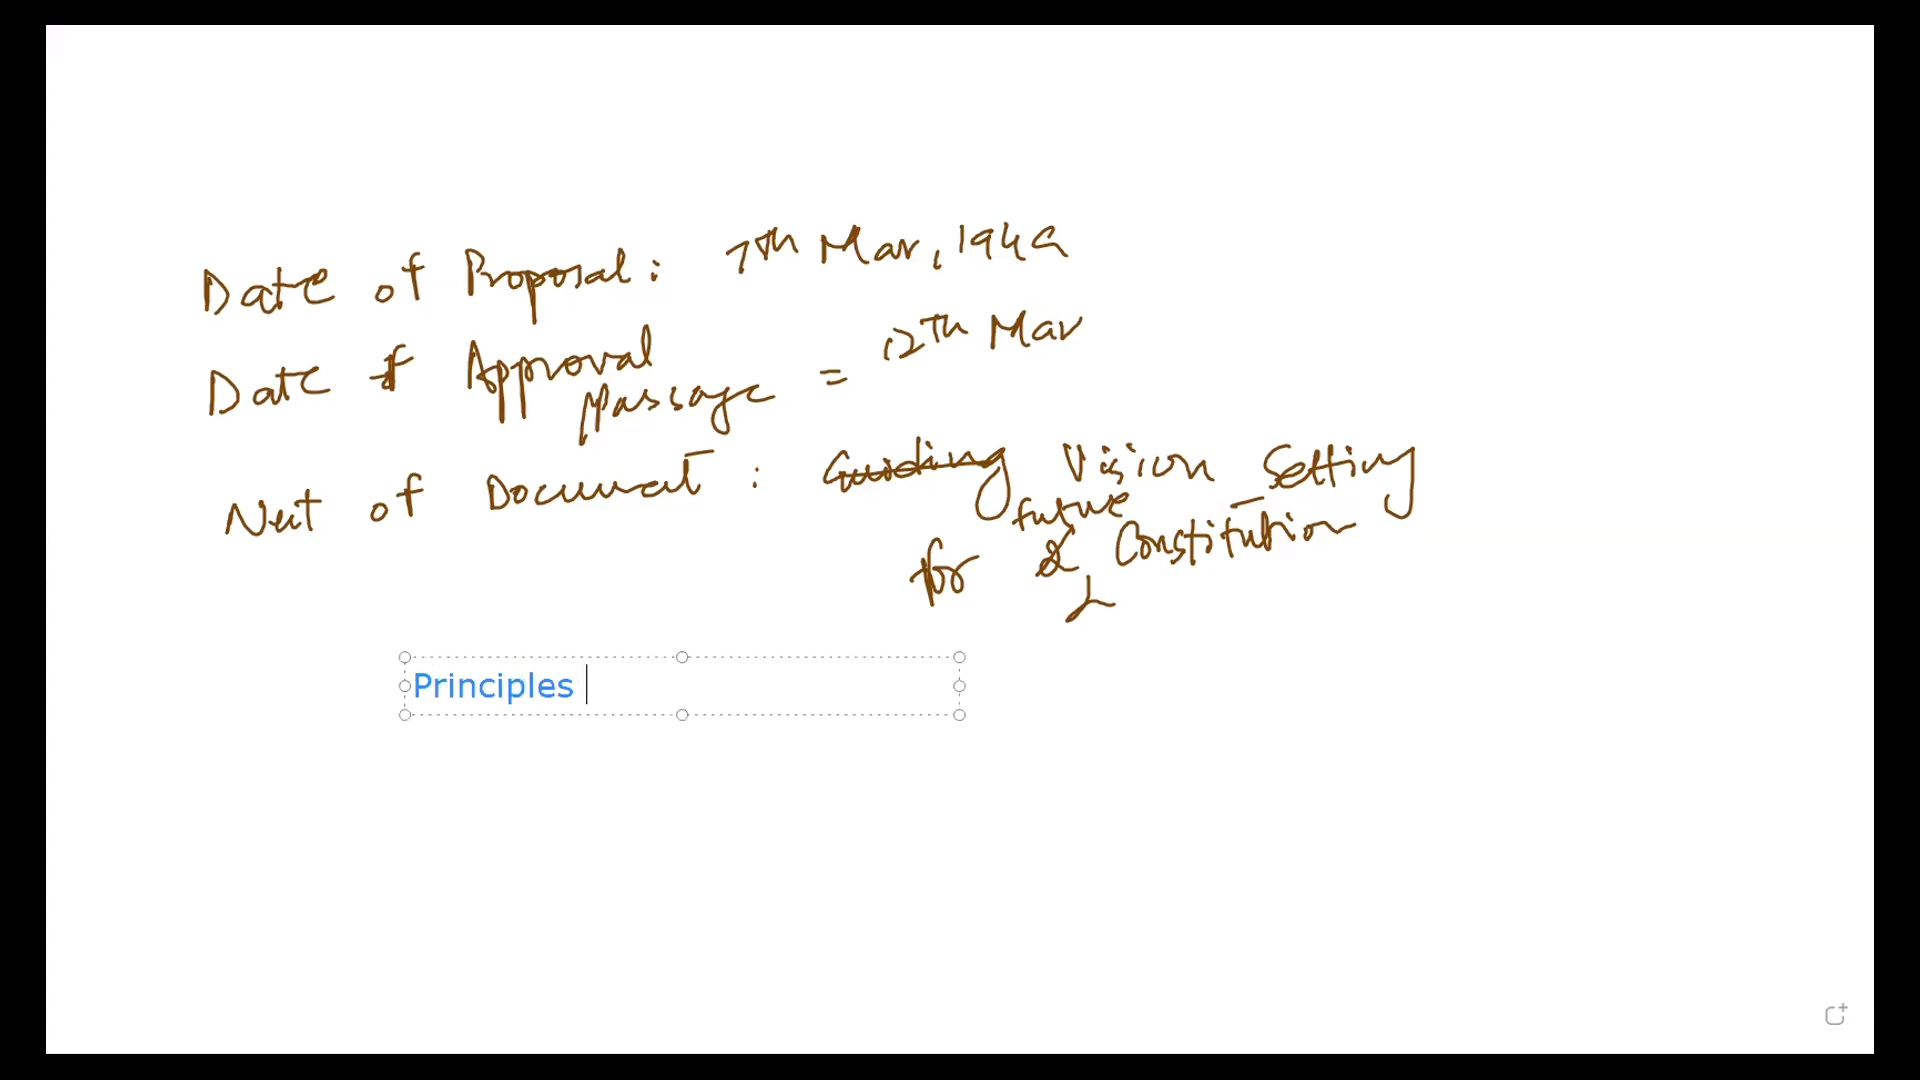 Date of Proposal: 7th Mar, 1949
Date of Approval = 12th Mar
Passage
of Document: Guiding Vision Setting
for future Constitution
Principles